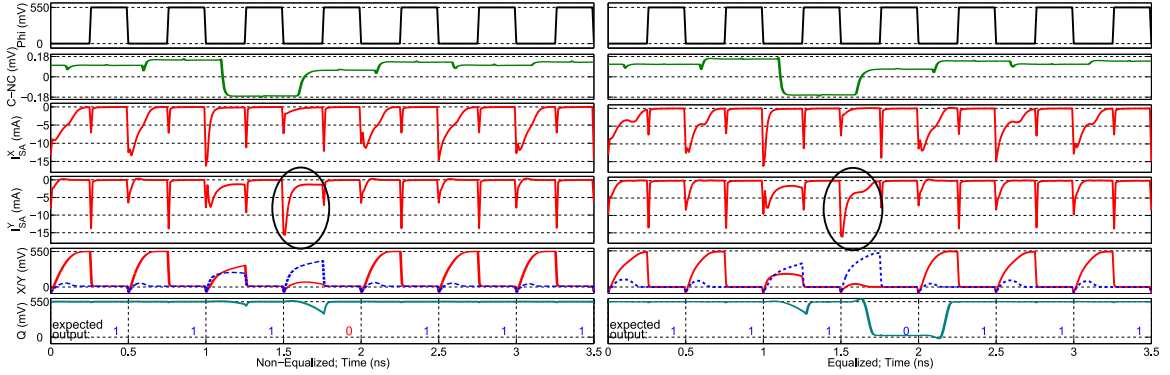 Phi (mV)
550
0
C−NC (mV)
0.18
0
−0.18
I_SA^X (mA)
0
−5
−10
−15
I_SA^Y (mA)
0
−5
−10
−15
X/Y (mV)
550
0
Q (mV)
550
0
expected
output: 1 1 1 0 1 1 1
0 0.5 1 1.5 2 2.5 3 3.5
Non−Equalized; Time (ns)
550
0
0.18
0
−0.18
0
−5
−10
−15
0
−5
−10
−15
550
0
550
0
expected
output: 1 1 1 0 1 1 1
0 0.5 1 1.5 2 2.5 3 3.5
Equalized; Time (ns)